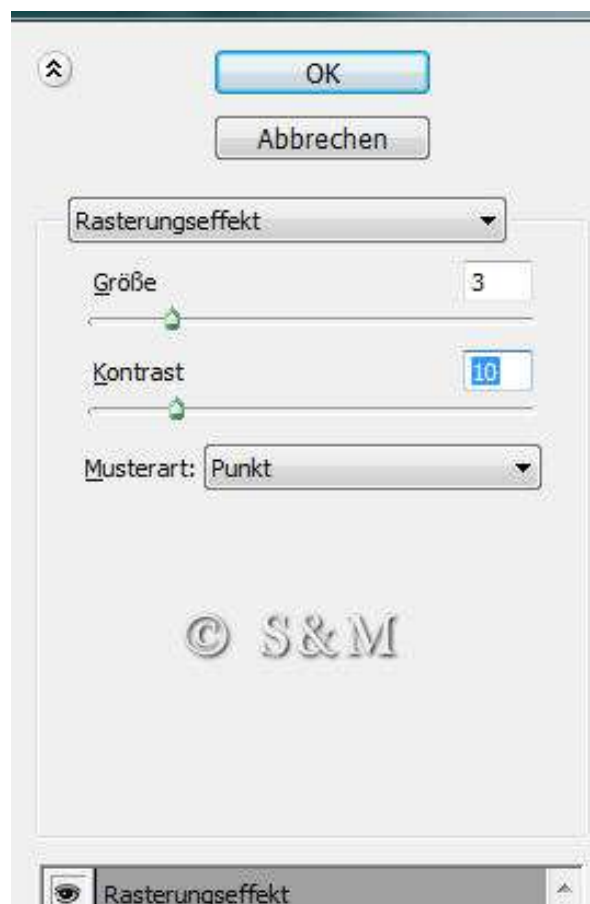 OK
Abbrechen
Rasterungseffekt
Größe 3
Kontrast 10
Musterart: Punkt
© S&M
Rasterungseffekt